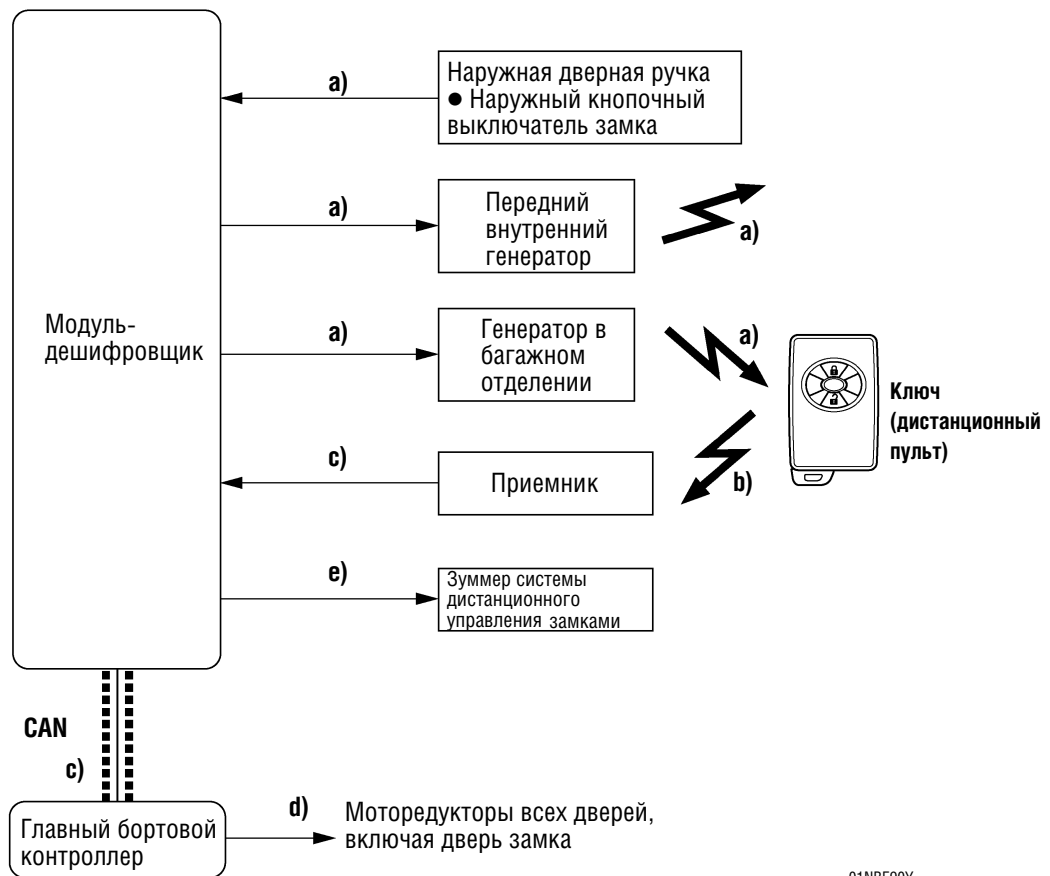 a)
Наружная дверная ручка
● Наружный кнопочный
выключатель замка
a)
Передний
внутренний
генератор
a)
Модуль-
дешифровщик
a)
Генератор в
багажном
отделении
a)
Ключ
(дистанционный
пульт)
c)
Приемник
b)
e)
Зуммер системы
дистанционного
управления замками
CAN
c)
Главный бортовой
контроллер
d)
Моторедукторы всех дверей,
включая дверь замка
01NBF90Y